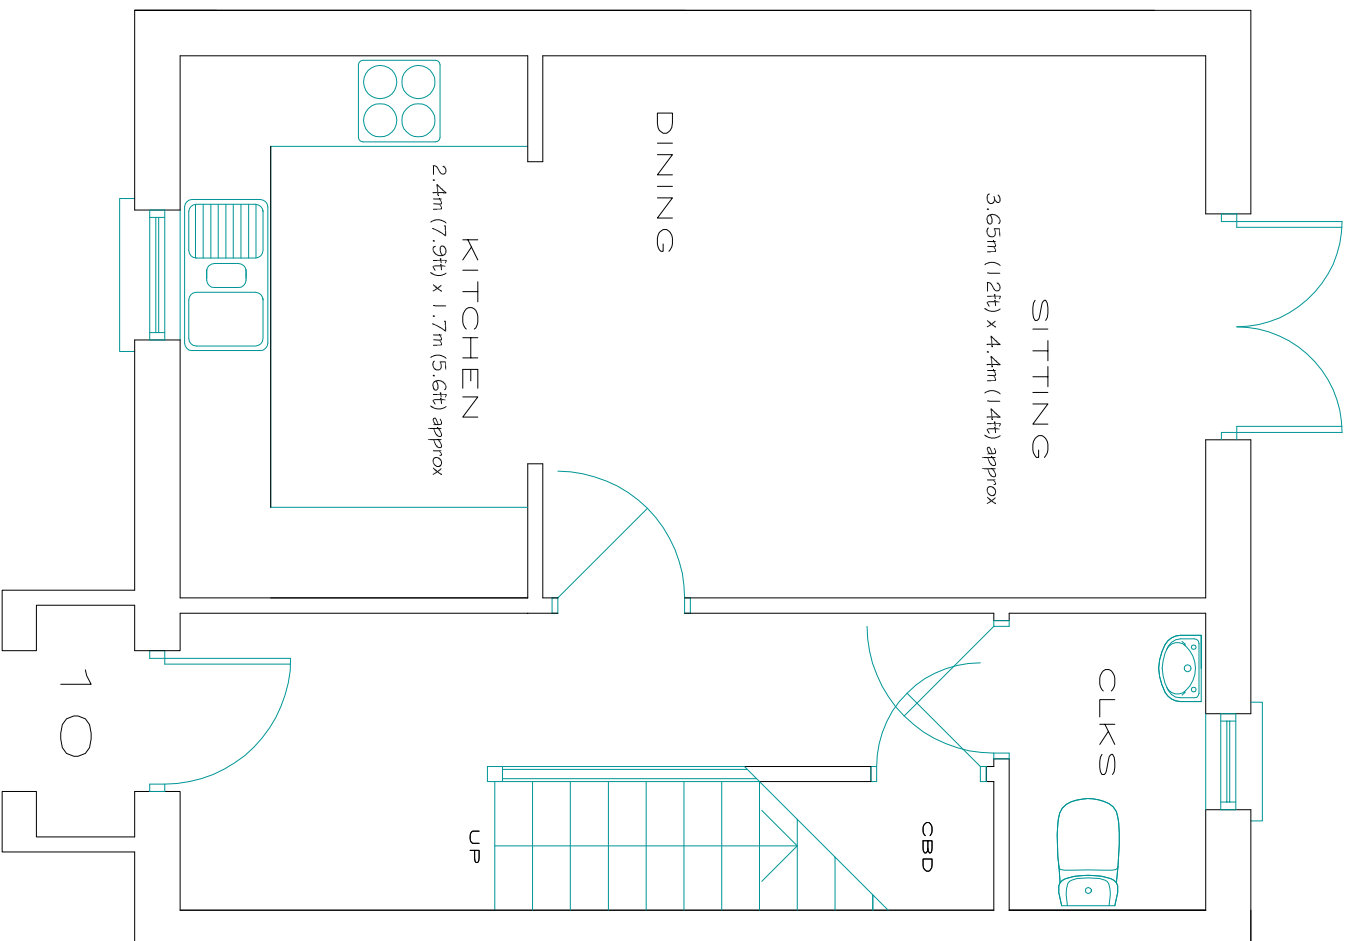 SITTING
3.65m (12ft) x 4.4m (14ft) approx
DINING
KITCHEN
2.4m (7.9ft) x 1.7m (5.6ft) approx
CLKS
CBD
UP
10